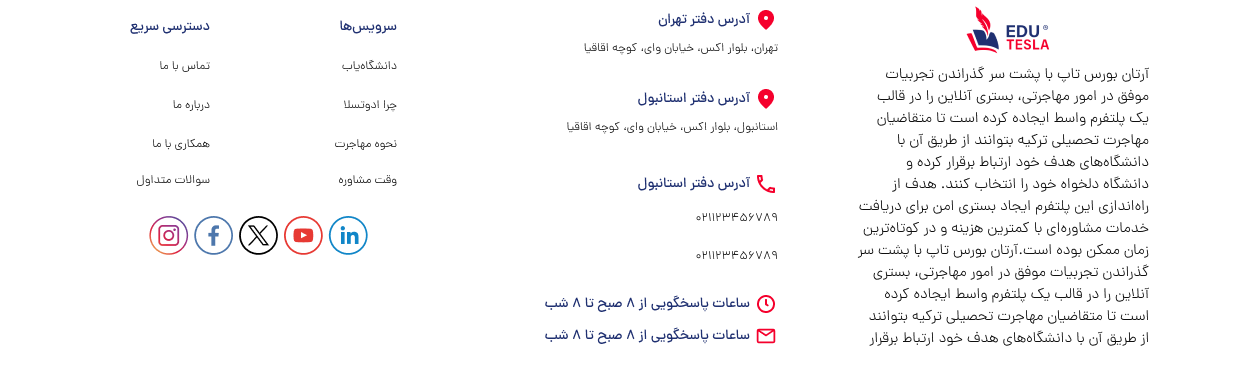 EDU ®
TESLA
آرتان بورس تاپ با پشت سر گذراندن تجربیات
موفق در امور مهاجرتی، بستری آنلاین را در قالب
یک پلتفرم واسط ایجاده کرده است تا متقاضیان
مهاجرت تحصیلی ترکیه بتوانند از طریق آن با
دانشگاه‌های هدف خود ارتباط برقرار کرده و
دانشگاه دلخواه خود را انتخاب کنند. هدف از
راه‌اندازی این پلتفرم ایجاد بستری امن برای دریافت
خدمات مشاوره‌ای با کمترین هزینه و در کوتاه‌ترین
زمان ممکن بوده است.آرتان بورس تاپ با پشت سر
گذراندن تجربیات موفق در امور مهاجرتی، بستری
آنلاین را در قالب یک پلتفرم واسط ایجاده کرده
است تا متقاضیان مهاجرت تحصیلی ترکیه بتوانند
از طریق آن با دانشگاه‌های هدف خود ارتباط برقرار
آدرس دفتر تهران
تهران، بلوار اکس، خیابان وای، کوچه اقاقیا
آدرس دفتر استانبول
استانبول، بلوار اکس، خیابان وای، کوچه اقاقیا
آدرس دفتر استانبول
۰۲۱۱۲۳۴۵۶۷۸۹
۰۲۱۱۲۳۴۵۶۷۸۹
ساعات پاسخگویی از ۸ صبح تا ۸ شب
ساعات پاسخگویی از ۸ صبح تا ۸ شب
سرویس‌ها
دانشگاه‌یاب
چرا ادوتسلا
نحوه مهاجرت
وقت مشاوره
دسترسی سریع
تماس با ما
درباره ما
همکاری با ما
سوالات متداول